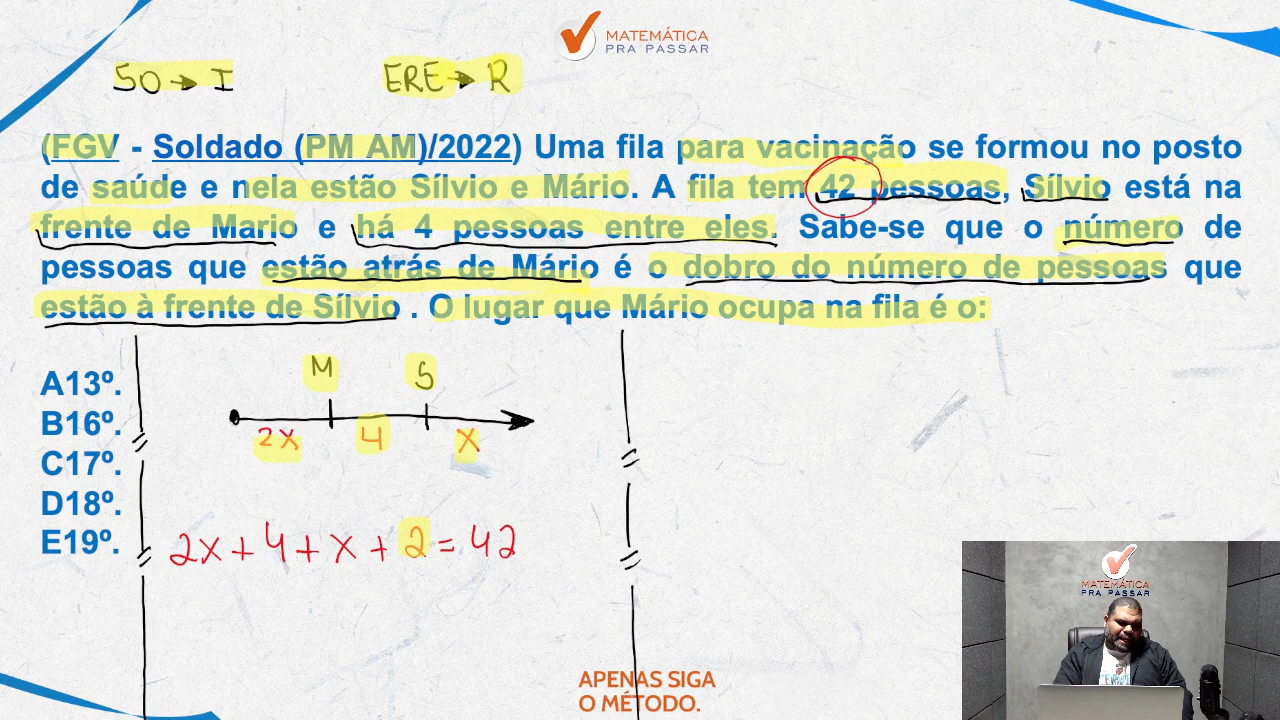 MATEMÁTICA
PRA PASSAR
SO → I
ERE → R
(FGV - Soldado (PM AM)/2022) Uma fila para vacinação se formou no posto
de saúde e nela estão Sílvio e Mário. A fila tem 42 pessoas, Sílvio está na
frente de Mario e há 4 pessoas entre eles. Sabe-se que o número de
pessoas que estão atrás de Mário é o dobro do número de pessoas que
estão à frente de Sílvio . O lugar que Mário ocupa na fila é o:
A13º.
B16º.
C17º.
D18º.
E19º.
M S
2x 4 x
2x + 4 + x + 2 = 42
MATEMÁTICA
PRA PASSAR
APENAS SIGA
O MÉTODO.